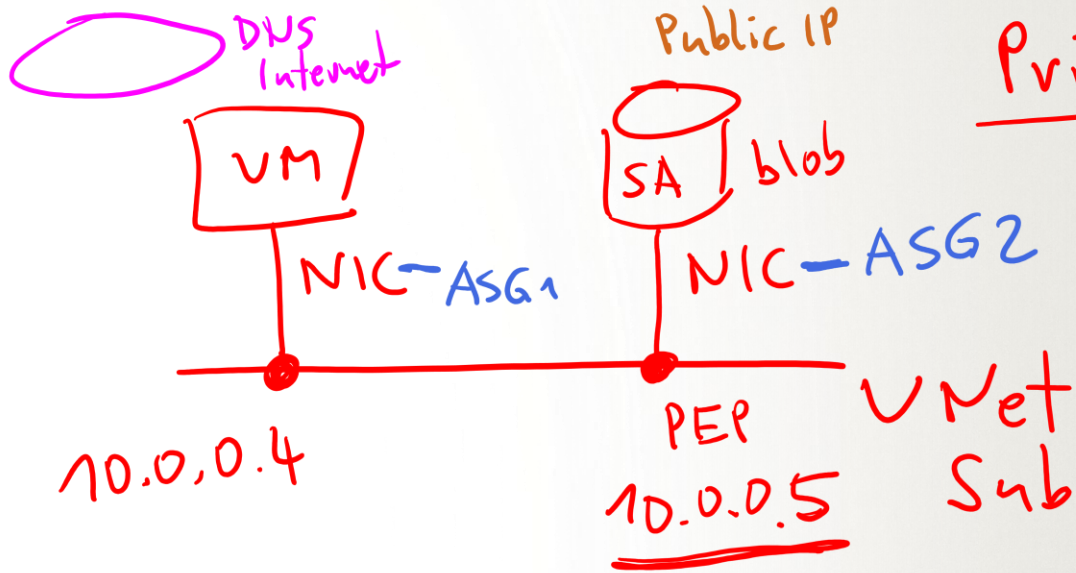 DNS
Internet
Public IP
Pri
VM
SA
blob
NIC - ASG1
NIC - ASG2
VNet
PEP
10.0.0.4
10.0.0.5
Sub